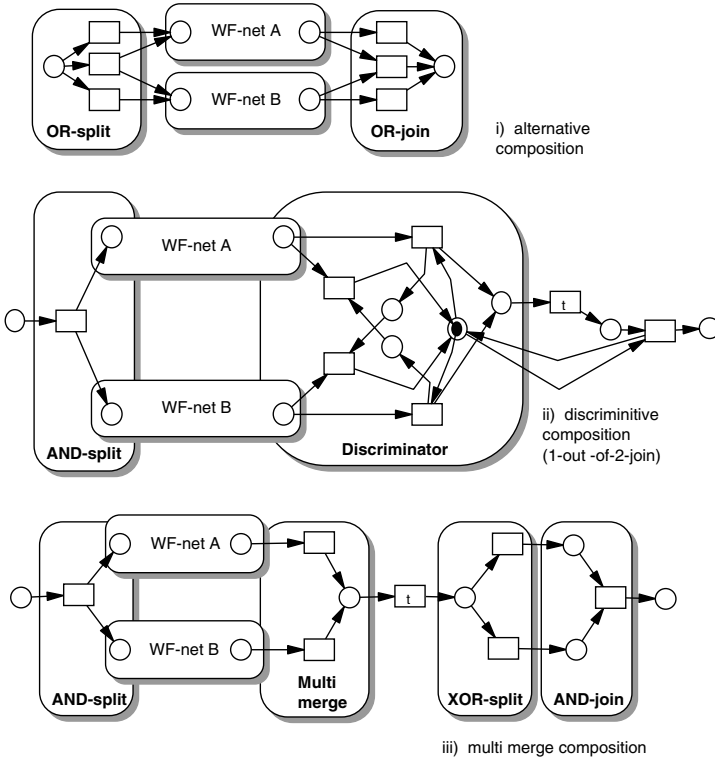 WF-net A
WF-net B
OR-split
OR-join
i) alternative
composition
WF-net A
t
WF-net B
ii) discriminitive
composition
(1-out -of-2-join)
AND-split
Discriminator
WF-net A
t
WF-net B
AND-split
Multi
merge
XOR-split
AND-join
iii) multi merge composition